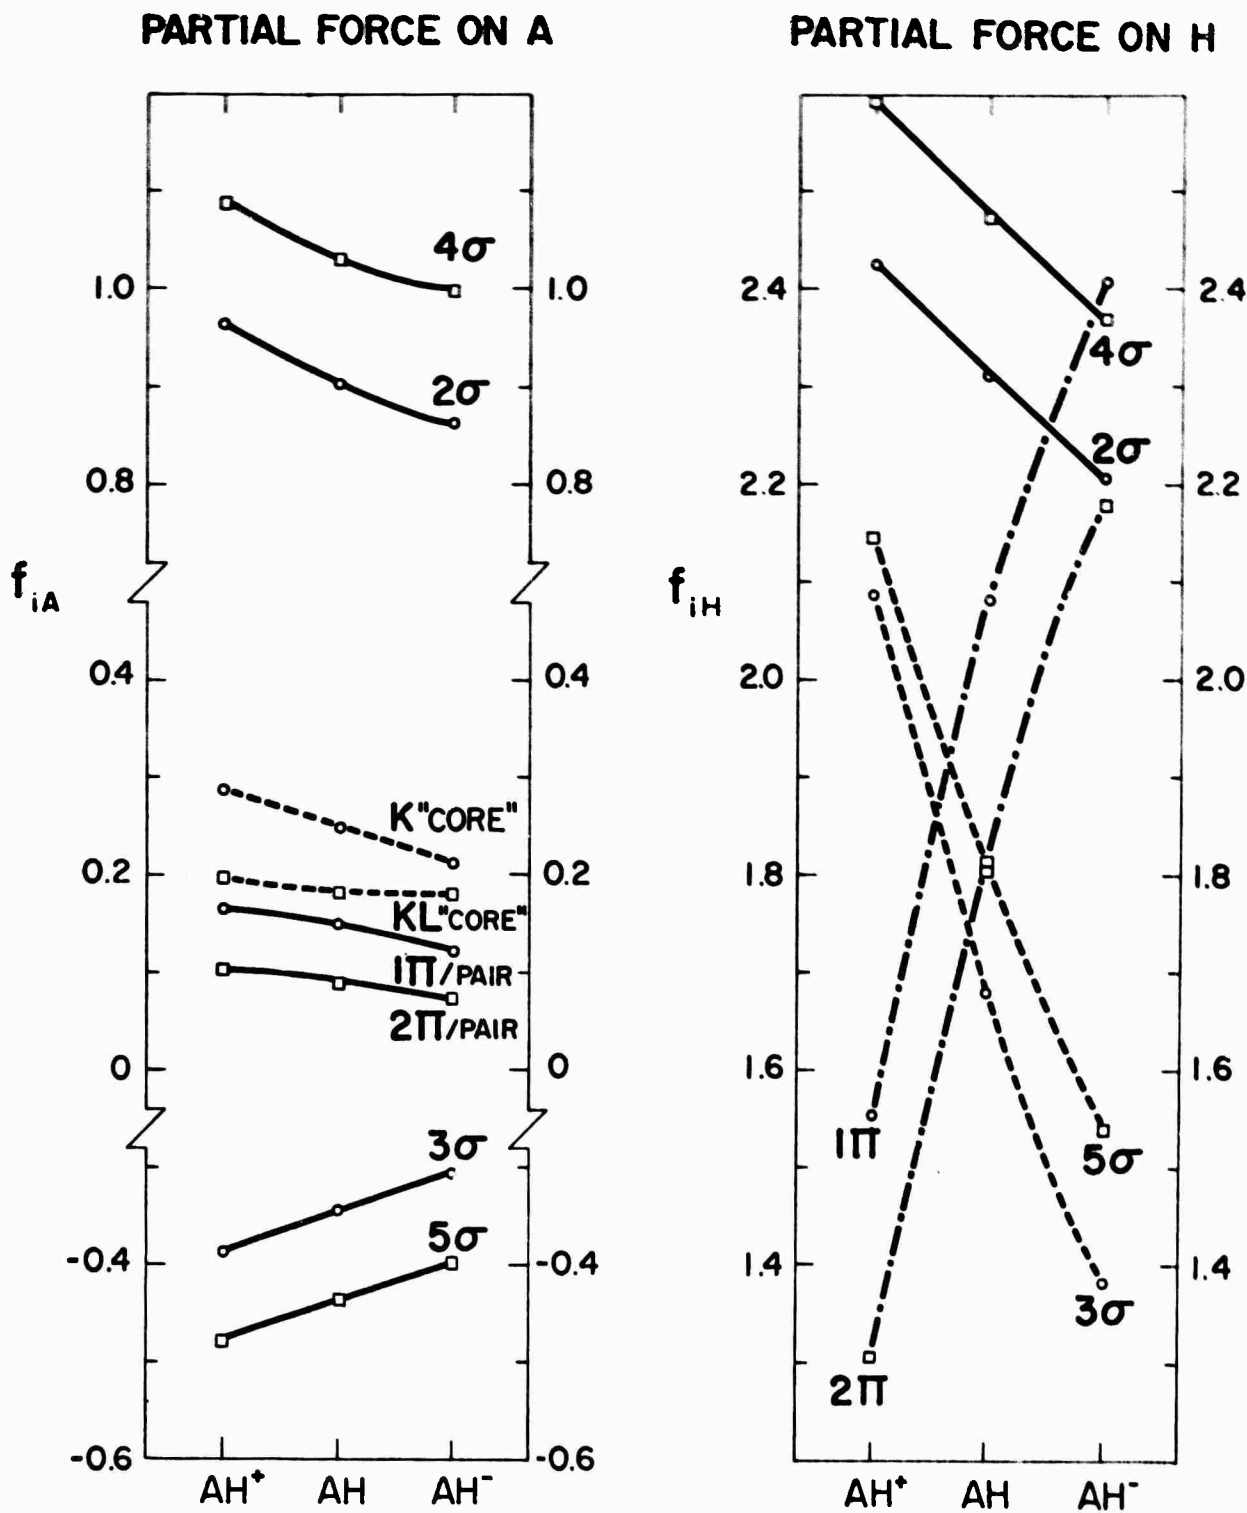 PARTIAL FORCE ON A
4σ
1.0
1.0
2σ
0.8
0.8
f iA
0.4
0.4
K"CORE"
0.2
0.2
KL"CORE"
1π/PAIR
2π/PAIR
0
0
3σ
5σ
-0.4
-0.4
-0.6
-0.6
AH⁺ AH AH⁻
PARTIAL FORCE ON H
2.4
2.4
4σ
2σ
2.2
2.2
f iH
2.0
2.0
1.8
1.8
1.6
1.6
1π
5σ
1.4
1.4
3σ
2π
AH⁺ AH AH⁻